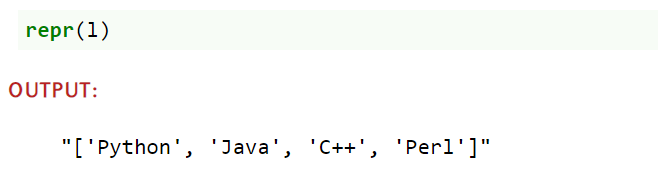 repr(l)
OUTPUT:
"['Python', 'Java', 'C++', 'Perl']"